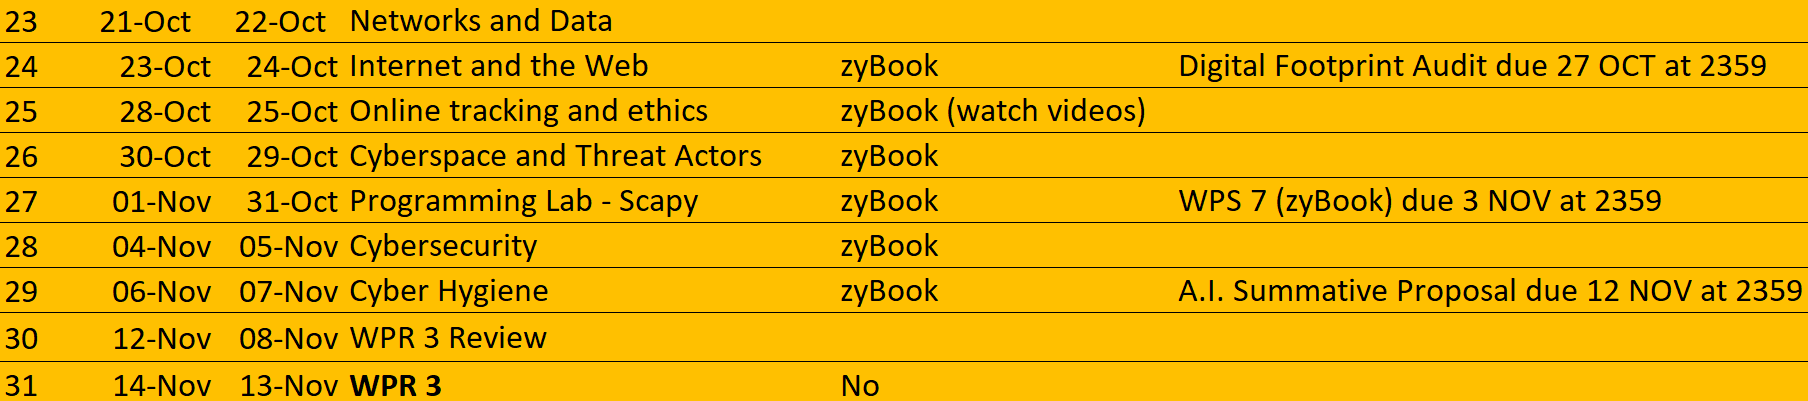 23 21-Oct 22-Oct Networks and Data
24 23-Oct 24-Oct Internet and the Web zyBook Digital Footprint Audit due 27 OCT at 2359
25 28-Oct 25-Oct Online tracking and ethics zyBook (watch videos)
26 30-Oct 29-Oct Cyberspace and Threat Actors zyBook
27 01-Nov 31-Oct Programming Lab - Scapy zyBook WPS 7 (zyBook) due 3 NOV at 2359
28 04-Nov 05-Nov Cybersecurity zyBook
29 06-Nov 07-Nov Cyber Hygiene zyBook A.I. Summative Proposal due 12 NOV at 2359
30 12-Nov 08-Nov WPR 3 Review
31 14-Nov 13-Nov WPR 3 No